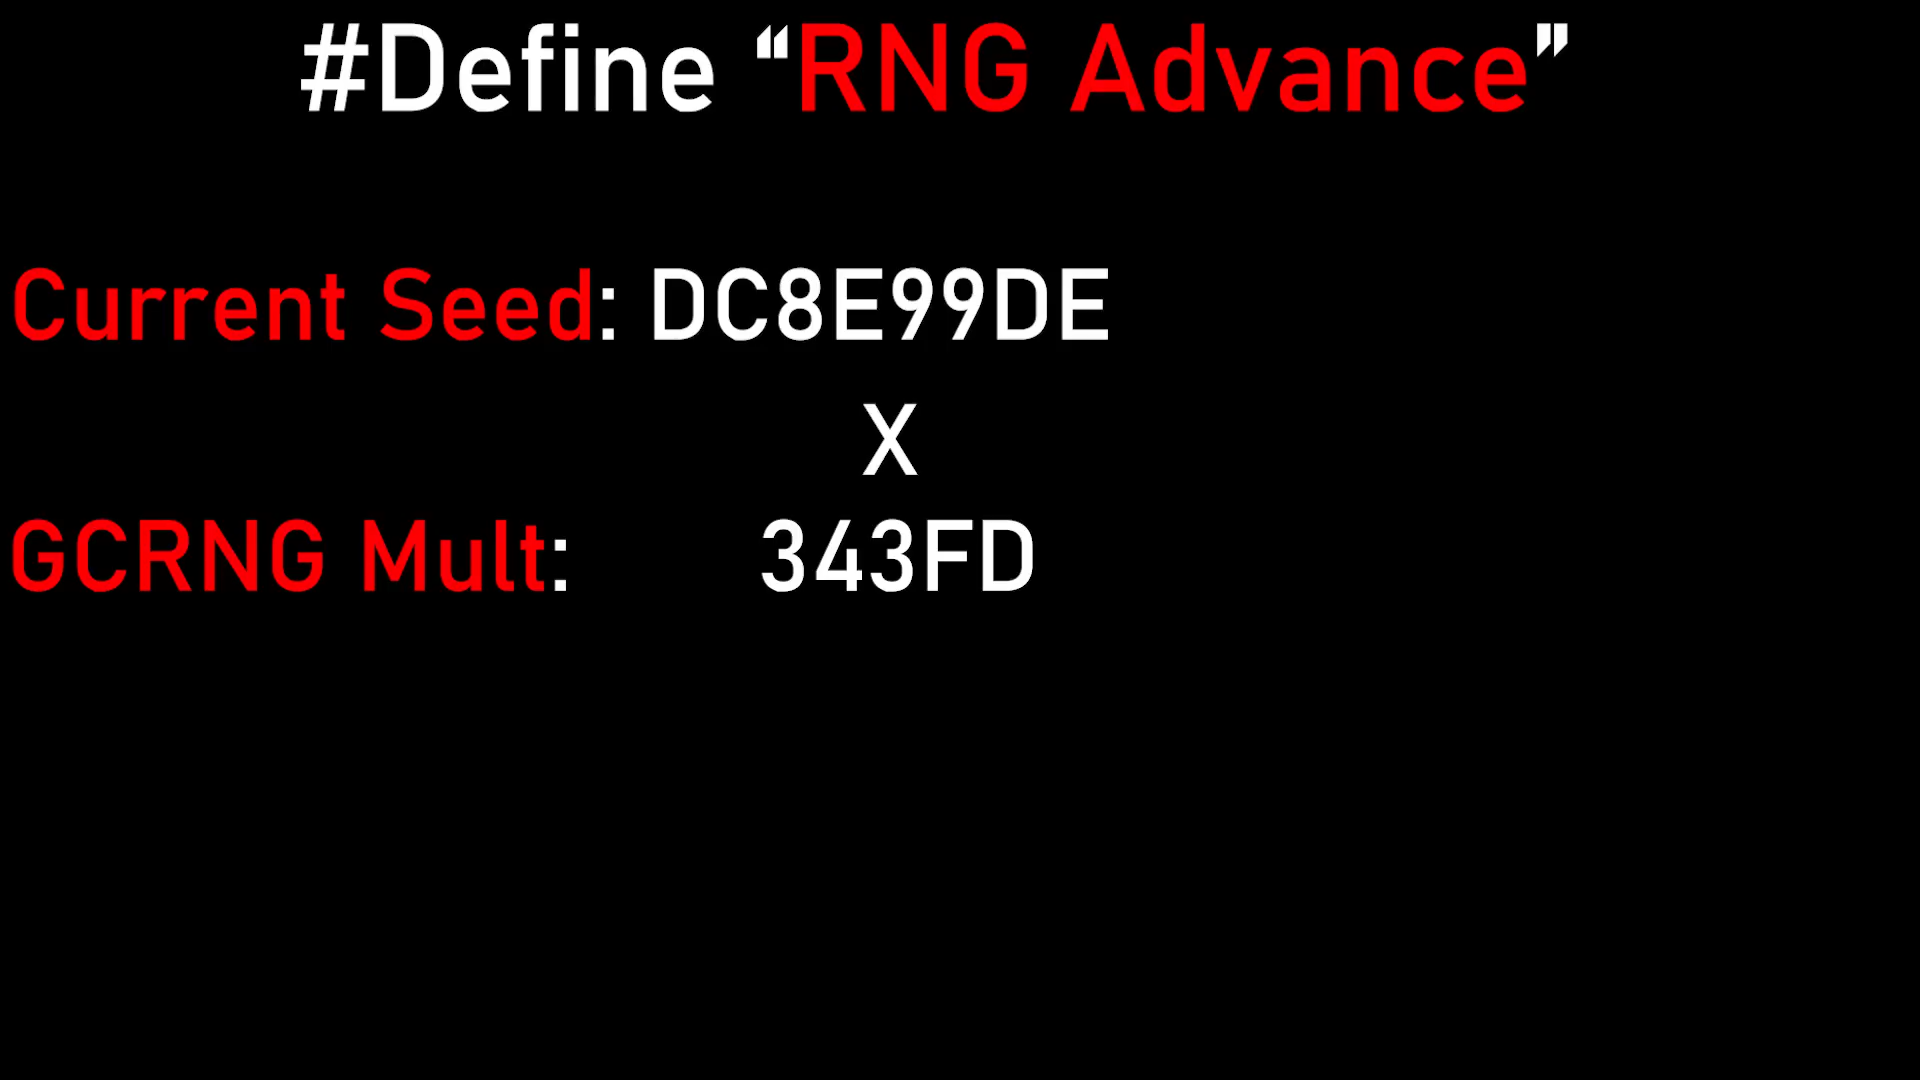 #Define “RNG Advance”
Current Seed: DC8E99DE
X
GCRNG Mult: 343FD